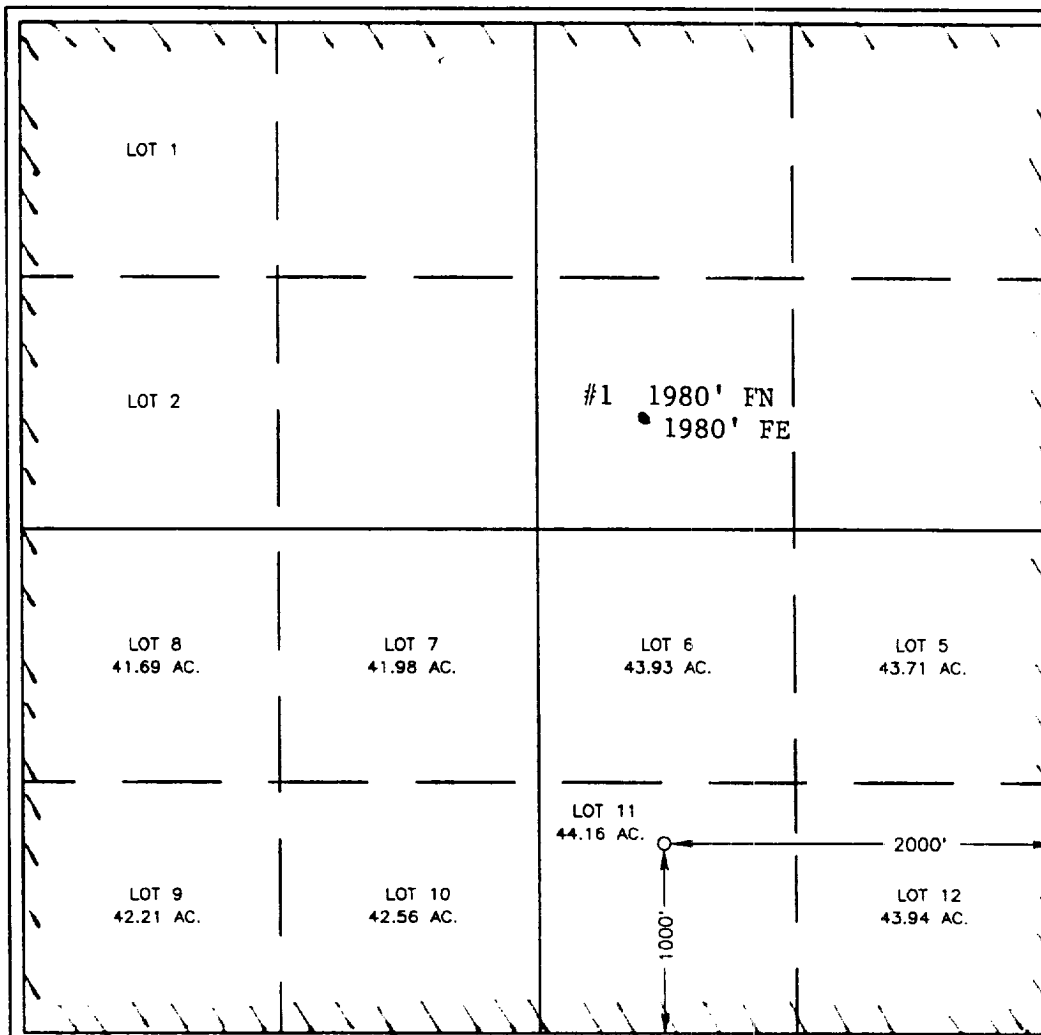 LOT 1
LOT 2
#1 1980' FN
1980' FE
LOT 8
41.69 AC.
LOT 7
41.98 AC.
LOT 6
43.93 AC.
LOT 5
43.71 AC.
LOT 11
44.16 AC.
2000'
1000'
LOT 9
42.21 AC.
LOT 10
42.56 AC.
LOT 12
43.94 AC.